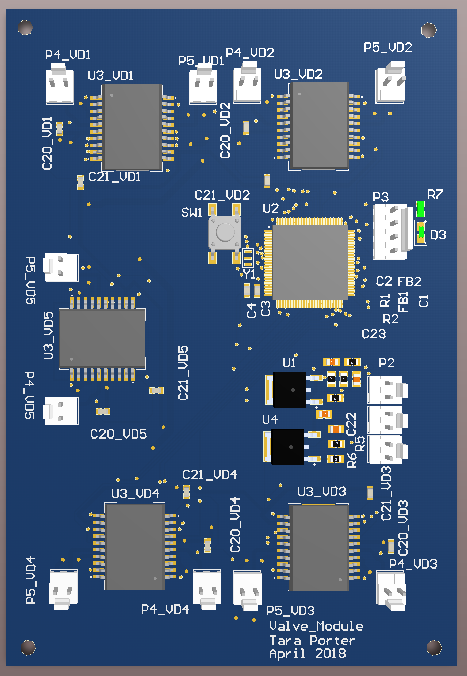 P4_VD1
U3_VD1
P5_VD1
P4_VD2
U3_VD2
P5_VD2
C20_VD1
C21_VD1
C20_VD2
C21_VD2
SW1
U2
P3
R7
D3
C4
C3
C2
FB2
R1
FB1
C1
R2
C23
P5_VD5
U3_VD5
P4_VD5
C21_VD5
C20_VD5
U1
P2
U4
C22
R5
R6
C21_VD4
U3_VD4
C20_VD4
U3_VD3
C21_VD3
C20_VD3
P5_VD4
P4_VD4
P5_VD3
P4_VD3
Valve_Module
Tara Porter
April 2018